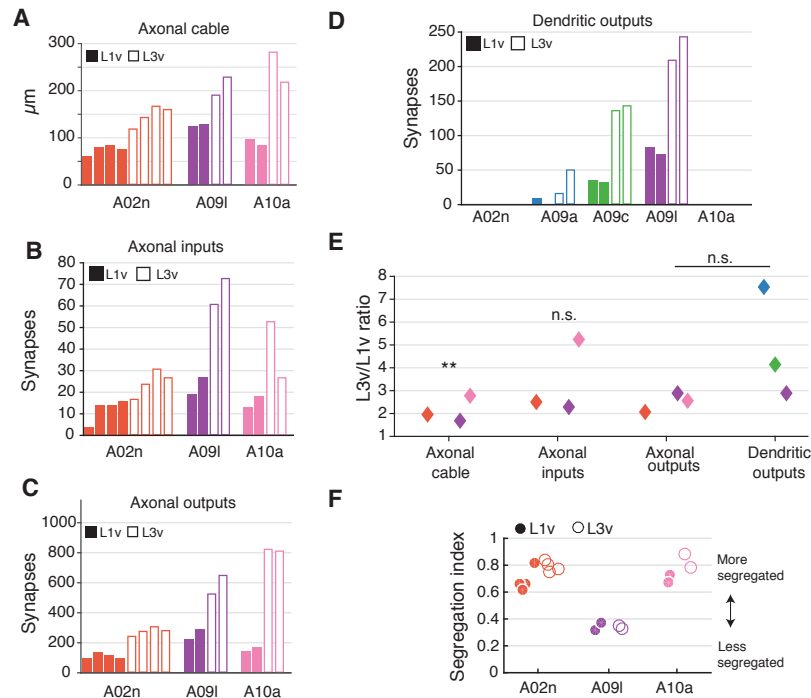 A
Axonal cable
L1v
L3v
μm
300
200
100
0
A02n
A09l
A10a
B
Axonal inputs
L1v
L3v
Synapses
80
70
60
50
40
30
20
10
0
A02n
A09l
A10a
C
Axonal outputs
L1v
L3v
Synapses
1000
800
600
400
200
0
A02n
A09l
A10a
D
Dendritic outputs
L1v
L3v
Synapses
250
200
150
100
50
0
A02n
A09a
A09c
A09l
A10a
E
n.s.
n.s.
**
L3v/L1v ratio
8
7
6
5
4
3
2
1
Axonal
cable
Axonal
inputs
Axonal
outputs
Dendritic
outputs
F
L1v
L3v
Segregation index
1
0.8
0.6
0.4
0.2
0
A02n
A09l
A10a
More
segregated
Less
segregated